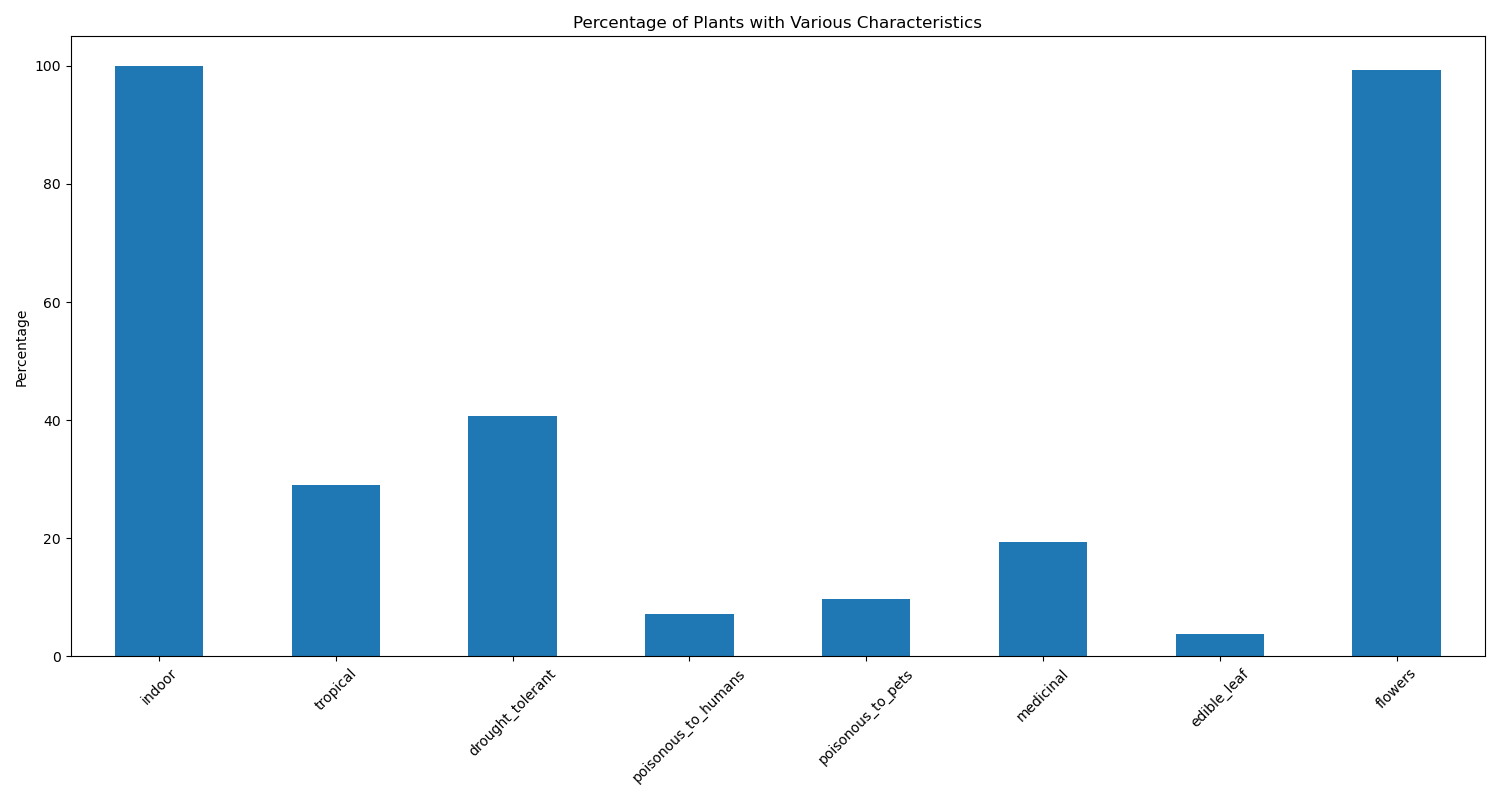 Percentage of Plants with Various Characteristics
100
80
60
40
20
0
Percentage
indoor
tropical
drought_tolerant
poisonous_to_humans
poisonous_to_pets
medicinal
edible_leaf
flowers